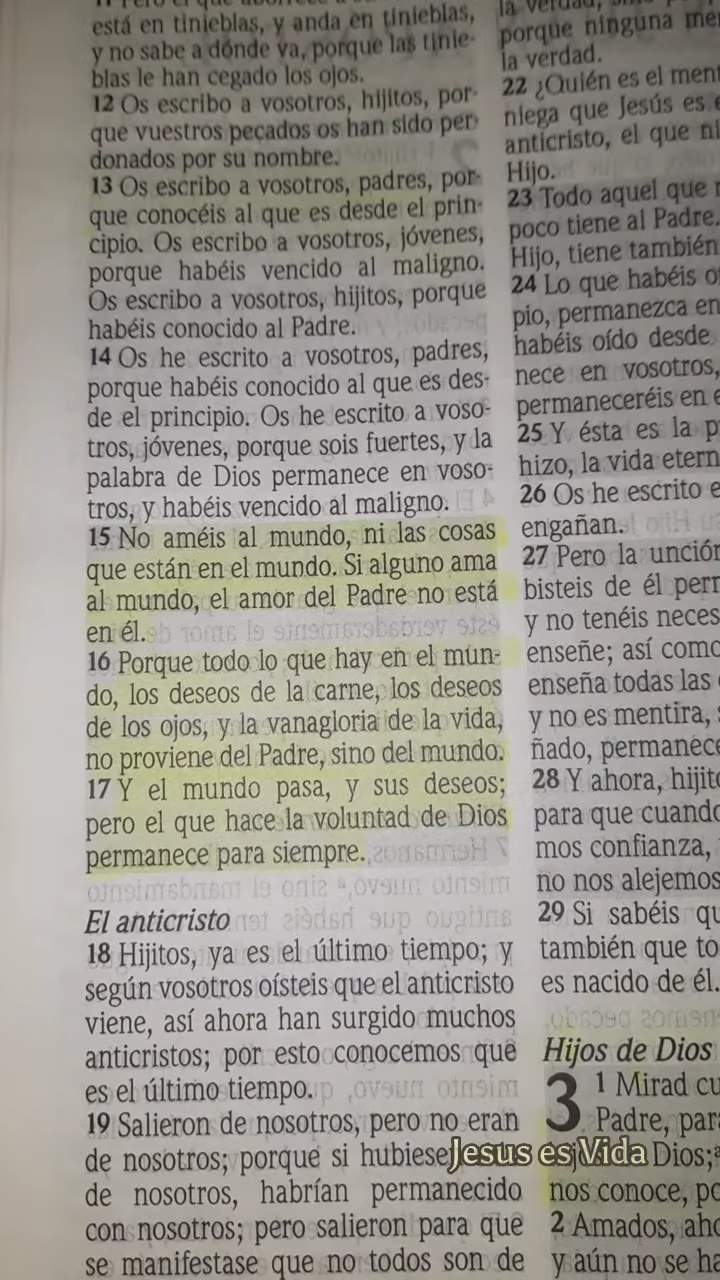 está en tinieblas, y anda en tinieblas,
y no sabe a dónde va, porque las tinie-
blas le han cegado los ojos.
12 Os escribo a vosotros, hijitos, por-
que vuestros pecados os han sido per-
donados por su nombre.
13 Os escribo a vosotros, padres, por-
que conocéis al que es desde el prin-
cipio. Os escribo a vosotros, jóvenes,
porque habéis vencido al maligno.
Os escribo a vosotros, hijitos, porque
habéis conocido al Padre.
14 Os he escrito a vosotros, padres,
porque habéis conocido al que es des-
de el principio. Os he escrito a voso-
tros, jóvenes, porque sois fuertes, y la
palabra de Dios permanece en voso-
tros, y habéis vencido al maligno.
15 No améis al mundo, ni las cosas
que están en el mundo. Si alguno ama
al mundo, el amor del Padre no está
en él.
16 Porque todo lo que hay en el mun-
do, los deseos de la carne, los deseos
de los ojos, y la vanagloria de la vida,
no proviene del Padre, sino del mundo.
17 Y el mundo pasa, y sus deseos;
pero el que hace la voluntad de Dios
permanece para siempre.
El anticristo
18 Hijitos, ya es el último tiempo; y
según vosotros oísteis que el anticristo
viene, así ahora han surgido muchos
anticristos; por esto conocemos que
es el último tiempo.
19 Salieron de nosotros, pero no eran
de nosotros; porque si hubiese
de nosotros, habrían permanecido
con nosotros; pero salieron para que
se manifestase que no todos son de
porque ninguna
la verdad.
22 ¿Quién es el
niega que Jesús es
anticristo, el que
Hijo.
23 Todo aquel que
poco tiene al Padre.
Hijo, tiene también
24 Lo que habéis
pio, permanezca en
habéis oído desde
nece en vosotros,
permaneceréis en
25 Y ésta es la
hizo, la vida
26 Os he escrito
engañan.
27 Pero la unción
bisteis de él
y no tenéis
enseñe; así como
enseña todas las
y no es mentira,
ñado, permanece
28 Y ahora,
para que cuando
mos confianza,
no nos alejemos
29 Si sabéis
también que
es nacido de él.
Hijos de Dios
3 1 Mirad
Padre,
Dios;
nos conoce,
2 Amados,
y aún no se
Jesus es Vida